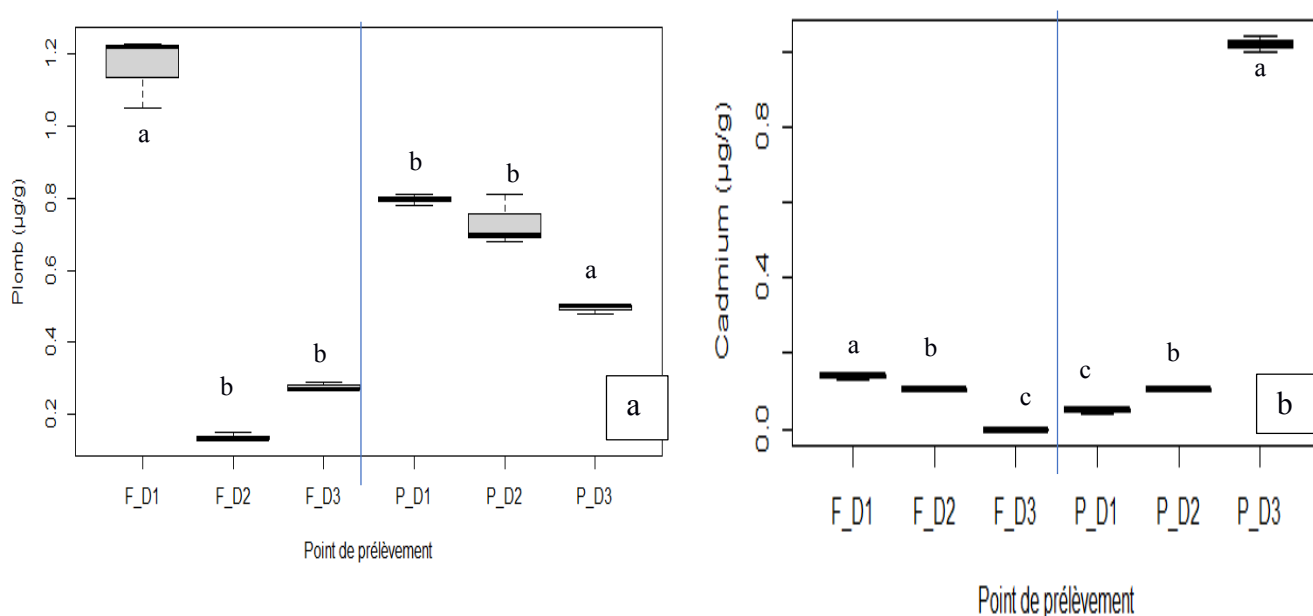 Plomb (µg/g)
1.2
1.0
0.8
0.6
0.4
0.2
a
b
b
b
b
a
a
F_D1 F_D2 F_D3 P_D1 P_D2 P_D3
Point de prélèvement
Cadmium (µg/g)
0.8
0.4
0.0
a
b
c
c
b
a
b
F_D1 F_D2 F_D3 P_D1 P_D2 P_D3
Point de prélèvement